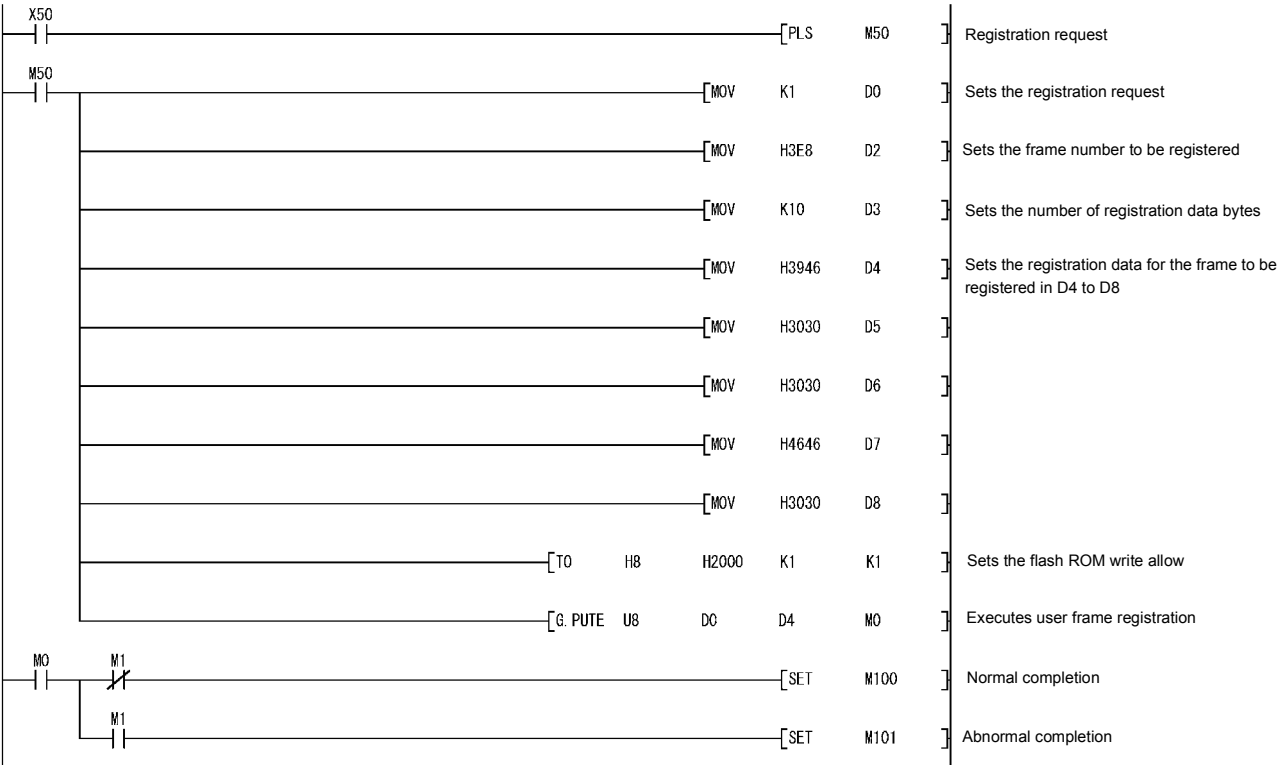 X50
[PLS M50 ] Registration request
M50
[MOV K1 D0 ] Sets the registration request
[MOV H3E8 D2 ] Sets the frame number to be registered
[MOV K10 D3 ] Sets the number of registration data bytes
[MOV H3946 D4 ] Sets the registration data for the frame to be
registered in D4 to D8
[MOV H3030 D5 ]
[MOV H3030 D6 ]
[MOV H4646 D7 ]
[MOV H3030 D8 ]
[TO H8 H2000 K1 K1 ] Sets the flash ROM write allow
[G.PUTE U8 D0 D4 M0 ] Executes user frame registration
M0 M1
[SET M100 ] Normal completion
M1
[SET M101 ] Abnormal completion